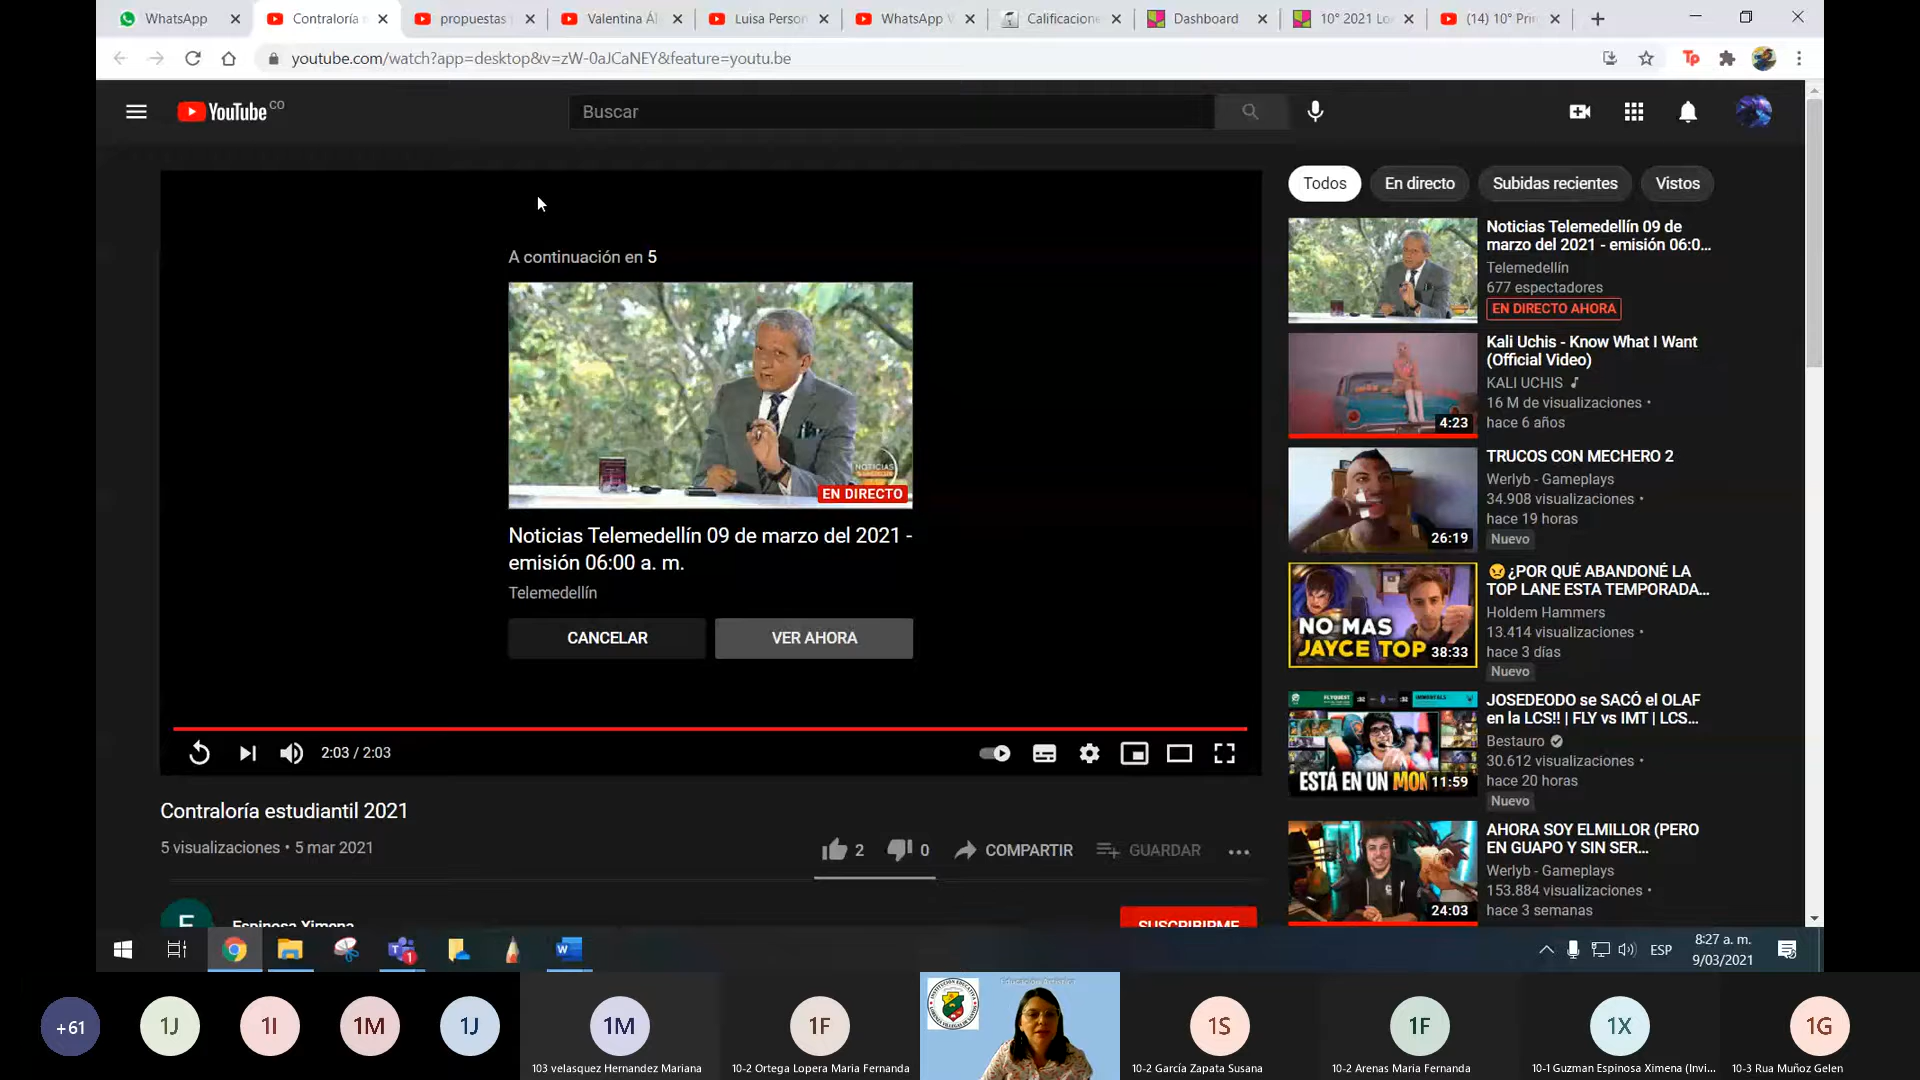 WhatsApp
Contraloría e
propuestas
Valentina Ál
Luisa Person
WhatsApp V
Calificacione
Dashboard
10° 2021 Lo
(14) 10° Prin
youtube.com/watch?app=desktop&v=zW-0aJCaNEY&feature=youtu.be
Tp
YouTube CO
Buscar
Todos
En directo
Subidas recientes
Vistos
A continuación en 5
NOTICIAS
EN DIRECTO
Noticias Telemedellín 09 de marzo del 2021 -
emisión 06:00 a. m.
Telemedellín
CANCELAR
VER AHORA
2:03 / 2:03
Contraloría estudiantil 2021
5 visualizaciones • 5 mar 2021
2
0
COMPARTIR
GUARDAR
E
Espinosa Ximena
SUSCRIBIRME
Noticias Telemedellín 09 de
marzo del 2021 - emisión 06:0...
Telemedellín
677 espectadores
EN DIRECTO AHORA
4:23
Kali Uchis - Know What I Want
(Official Video)
KALI UCHIS
16 M de visualizaciones •
hace 6 años
26:19
TRUCOS CON MECHERO 2
Werlyb - Gameplays
34.908 visualizaciones •
hace 19 horas
Nuevo
NO MAS
JAYCE TOP
38:33
😠¿POR QUÉ ABANDONÉ LA
TOP LANE ESTA TEMPORADA...
Holdem Hammers
13.414 visualizaciones •
hace 3 días
Nuevo
FLYQUEST
IMMORTALS
ESTÁ EN UN MON
11:59
JOSEDEODO se SACÓ el OLAF
en la LCS!! | FLY vs IMT | LCS...
Bestauro
30.612 visualizaciones •
hace 20 horas
Nuevo
24:03
AHORA SOY ELMILLOR (PERO
EN GUAPO Y SIN SER...
Werlyb - Gameplays
153.884 visualizaciones •
hace 3 semanas
1
W
ESP
8:27 a. m.
9/03/2021
+61
1J
1I
1M
1J
1M
103 velasquez Hernandez Mariana
1F
10-2 Ortega Lopera Maria Fernanda
1S
10-2 García Zapata Susana
1F
10-2 Arenas Maria Fernanda
1X
10-1 Guzman Espinosa Ximena (Invi...
1G
10-3 Rua Muñoz Gelen